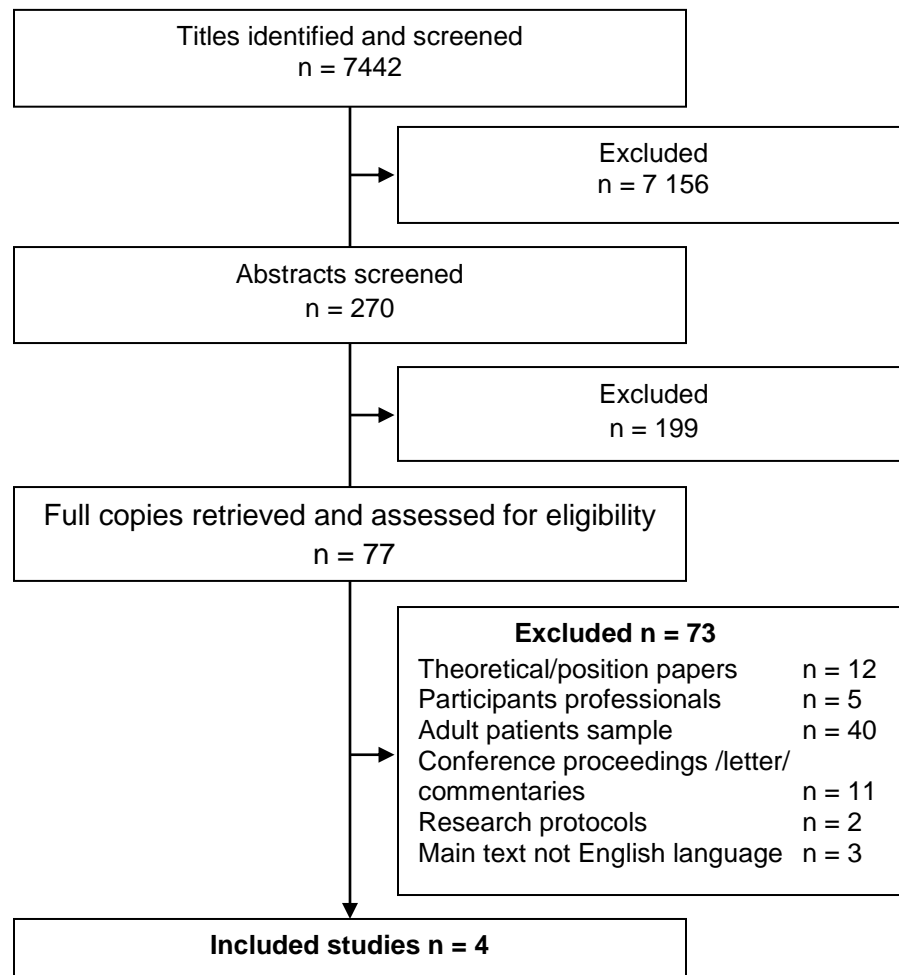 Titles identified and screened
n = 7442
Excluded
n = 7 156
Abstracts screened
n = 270
Excluded
n = 199
Full copies retrieved and assessed for eligibility
n = 77
Excluded n = 73
Theoretical/position papers n = 12
Participants professionals n = 5
Adult patients sample n = 40
Conference proceedings /letter/
commentaries n = 11
Research protocols n = 2
Main text not English language n = 3
Included studies n = 4